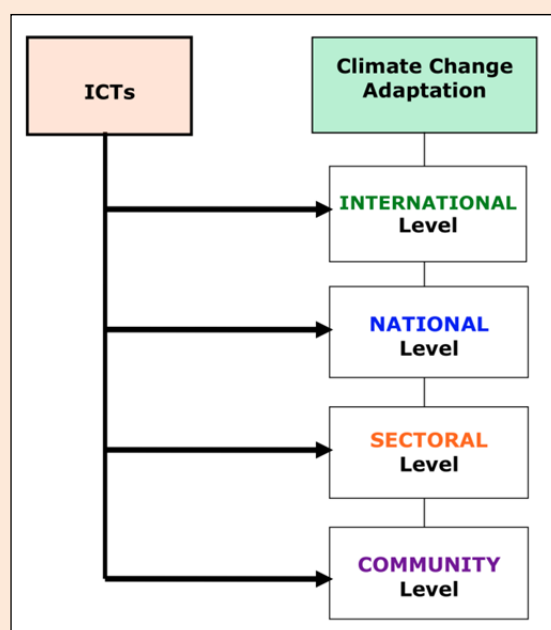 ICTs
Climate Change
Adaptation
INTERNATIONAL
Level
NATIONAL
Level
SECTORAL
Level
COMMUNITY
Level